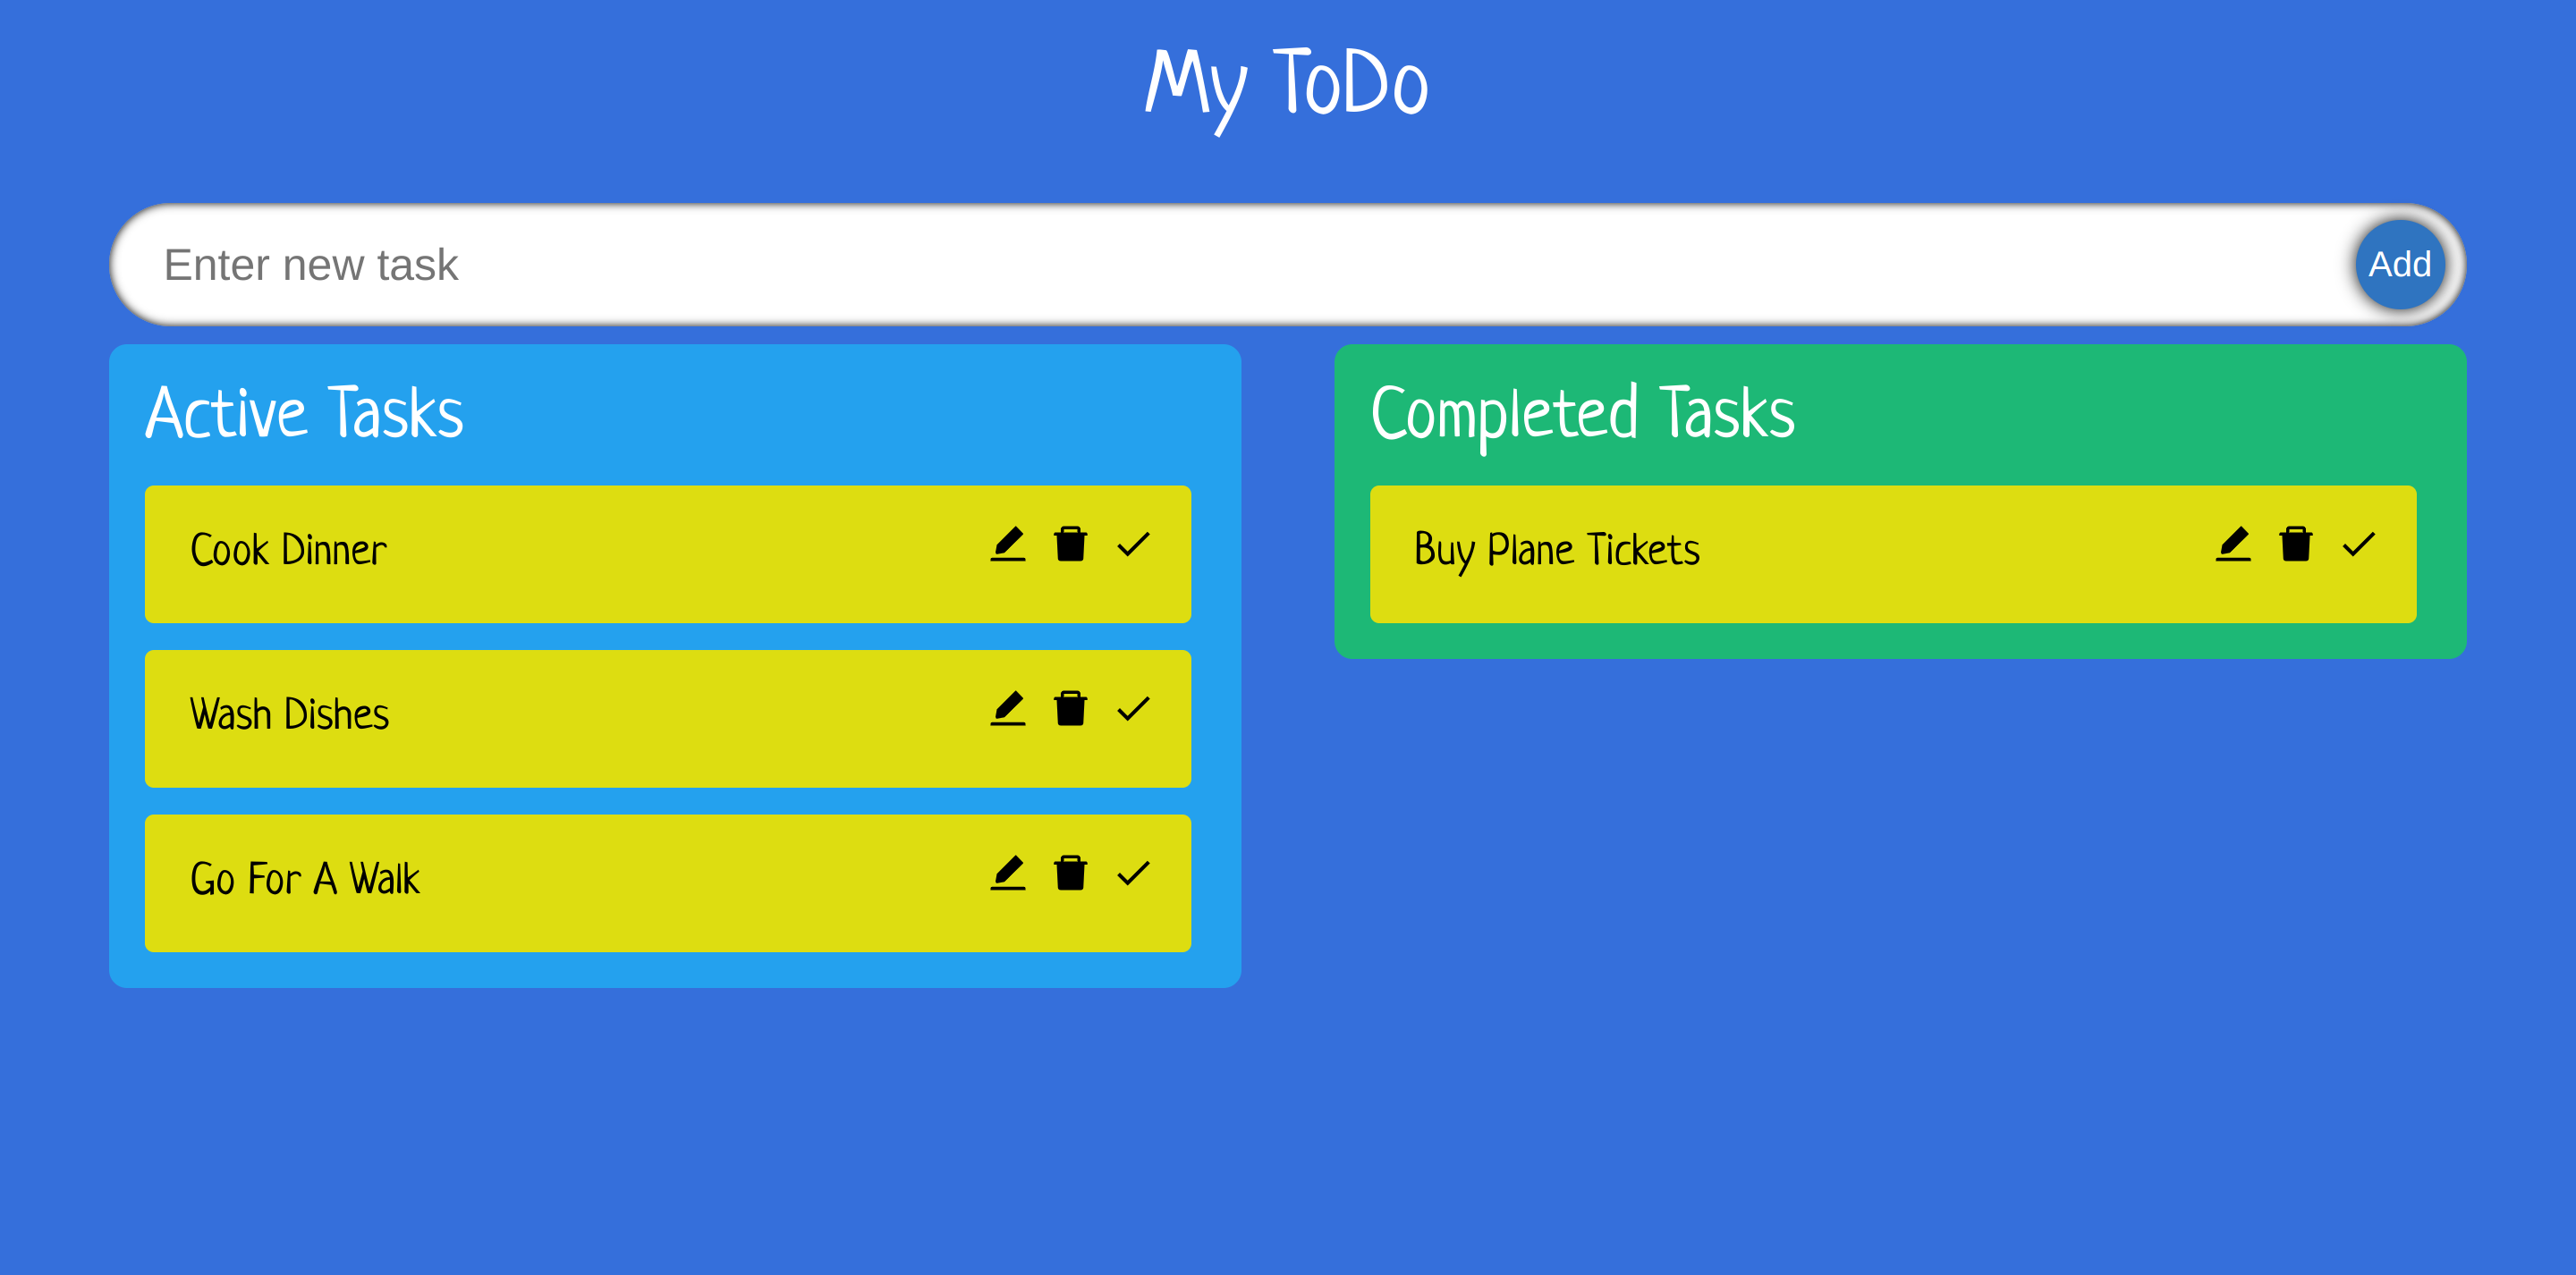 My ToDo
Enter new task
Add
Active Tasks
Cook Dinner
Wash Dishes
Go For A Walk
Completed Tasks
Buy Plane Tickets